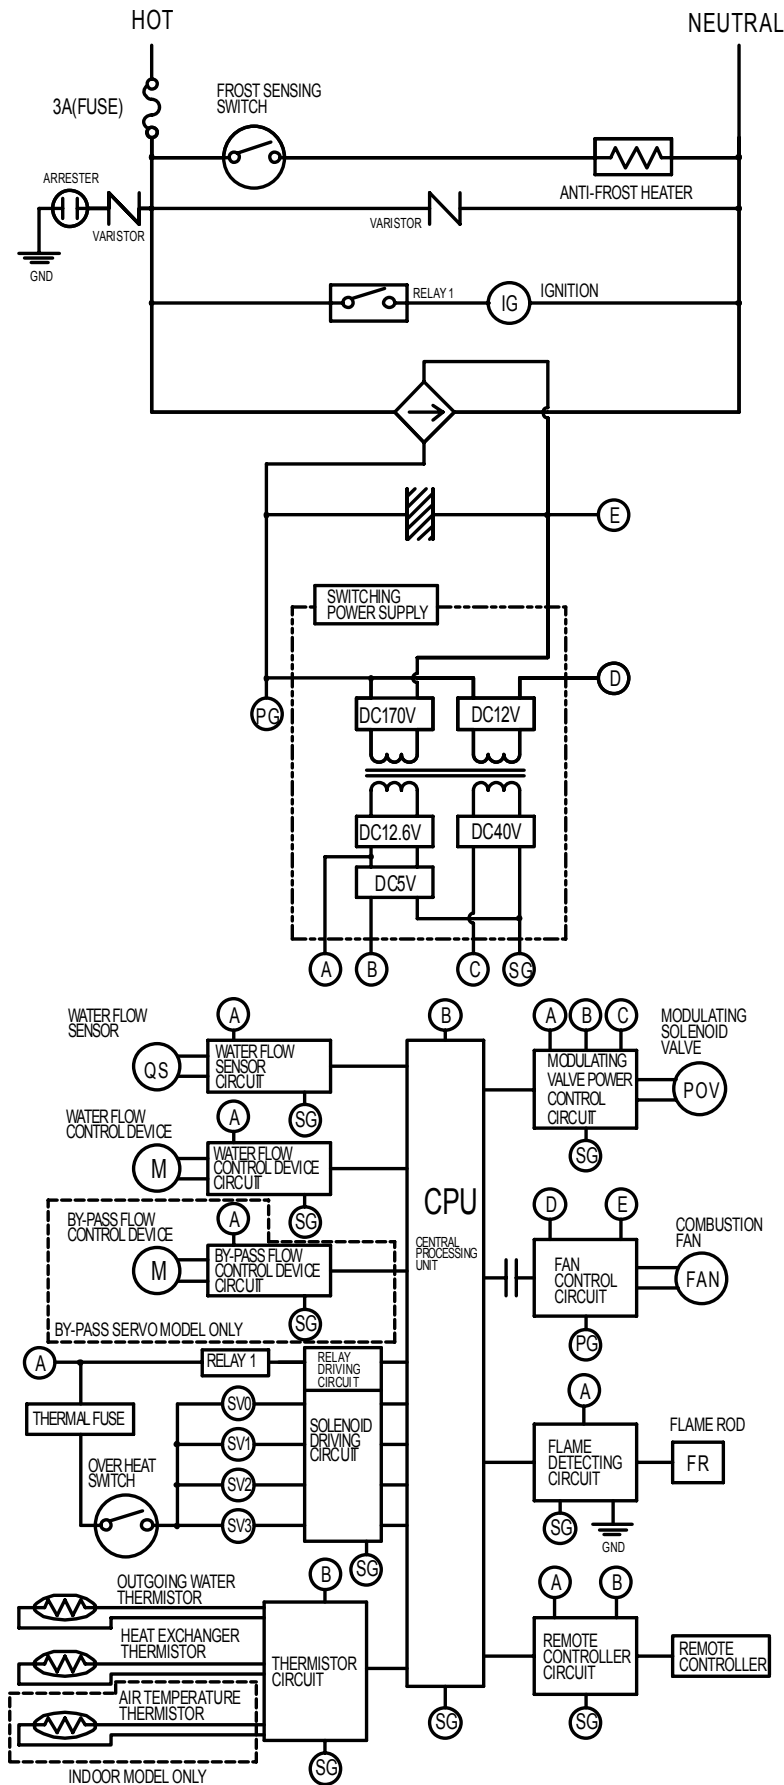 HOT
NEUTRAL
3A(FUSE)
FROST SENSING
SWITCH
ANTI-FROST HEATER
ARRESTER
VARISTOR
GND
VARISTOR
RELAY 1
IG
IGNITION
E
SWITCHING
POWER SUPPLY
PG
D
DC170V
DC12V
DC12.6V
DC40V
DC5V
A
B
C
SG
WATER FLOW
SENSOR
QS
A
WATER FLOW
SENSOR
CIRCUIT
SG
WATER FLOW
CONTROL DEVICE
M
A
WATER FLOW
CONTROL DEVICE
CIRCUIT
SG
BY-PASS FLOW
CONTROL DEVICE
M
A
BY-PASS FLOW
CONTROL DEVICE
CIRCUIT
SG
BY-PASS SERVO MODEL ONLY
B
CPU
CENTRAL
PROCESSING
UNIT
SG
A
B
C
MODULATING
VALVE POWER
CONTROL
CIRCUIT
SG
MODULATING
SOLENOID
VALVE
POV
D
E
FAN
CONTROL
CIRCUIT
PG
COMBUSTION
FAN
FAN
A
RELAY 1
RELAY
DRIVING
CIRCUIT
THERMAL FUSE
OVER HEAT
SWITCH
SV0
SV1
SV2
SV3
SOLENOID
DRIVING
CIRCUIT
SG
A
FLAME
DETECTING
CIRCUIT
SG
GND
FLAME ROD
FR
OUTGOING WATER
THERMISTOR
HEAT EXCHANGER
THERMISTOR
AIR TEMPERATURE
THERMISTOR
INDOOR MODEL ONLY
B
THERMISTOR
CIRCUIT
SG
A
B
REMOTE
CONTROLLER
CIRCUIT
SG
REMOTE
CONTROLLER